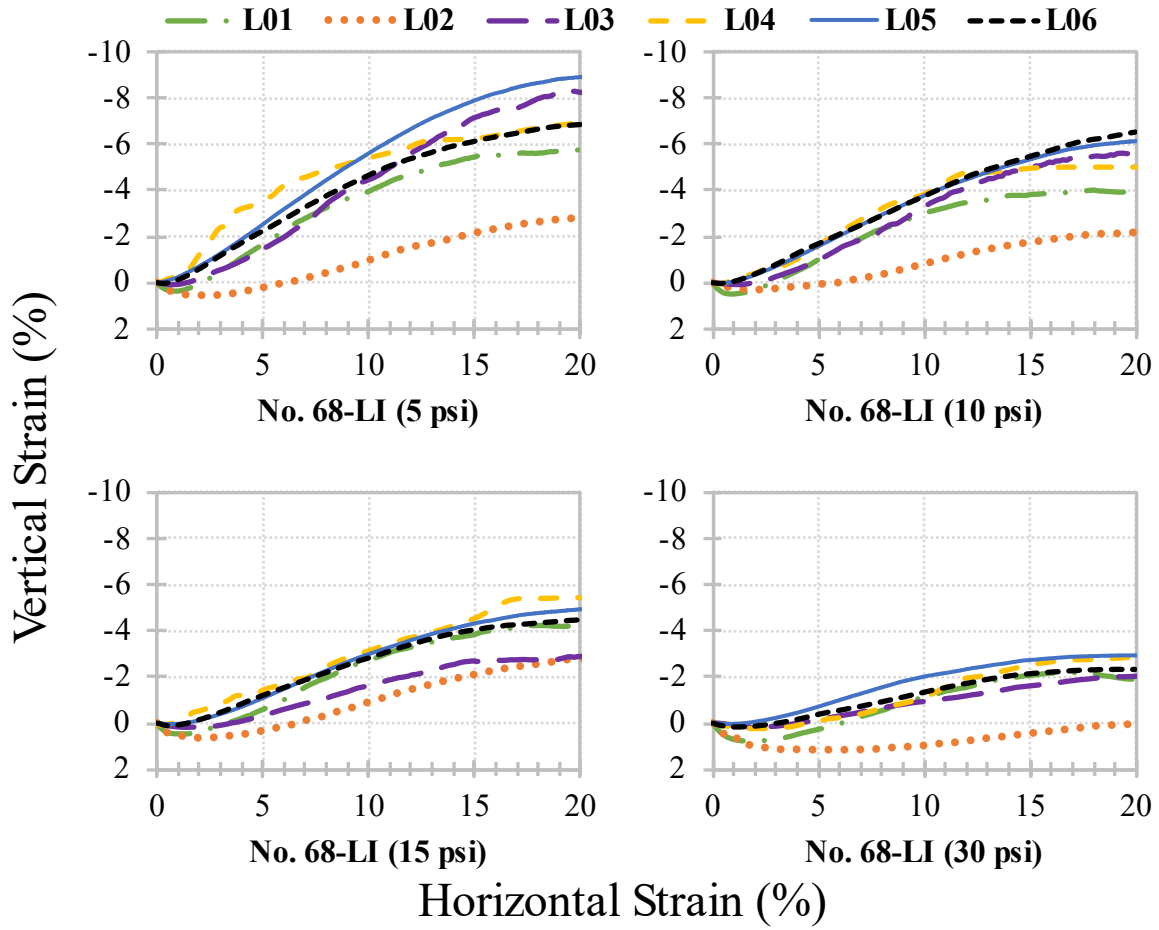 L01 L02 L03 L04 L05 L06
-10
-8
-6
-4
-2
0
2
0 5 10 15 20
No. 68-LI (5 psi)
-10
-8
-6
-4
-2
0
2
0 5 10 15 20
No. 68-LI (10 psi)
Vertical Strain (%)
-10
-8
-6
-4
-2
0
2
0 5 10 15 20
No. 68-LI (15 psi)
-10
-8
-6
-4
-2
0
2
0 5 10 15 20
No. 68-LI (30 psi)
Horizontal Strain (%)